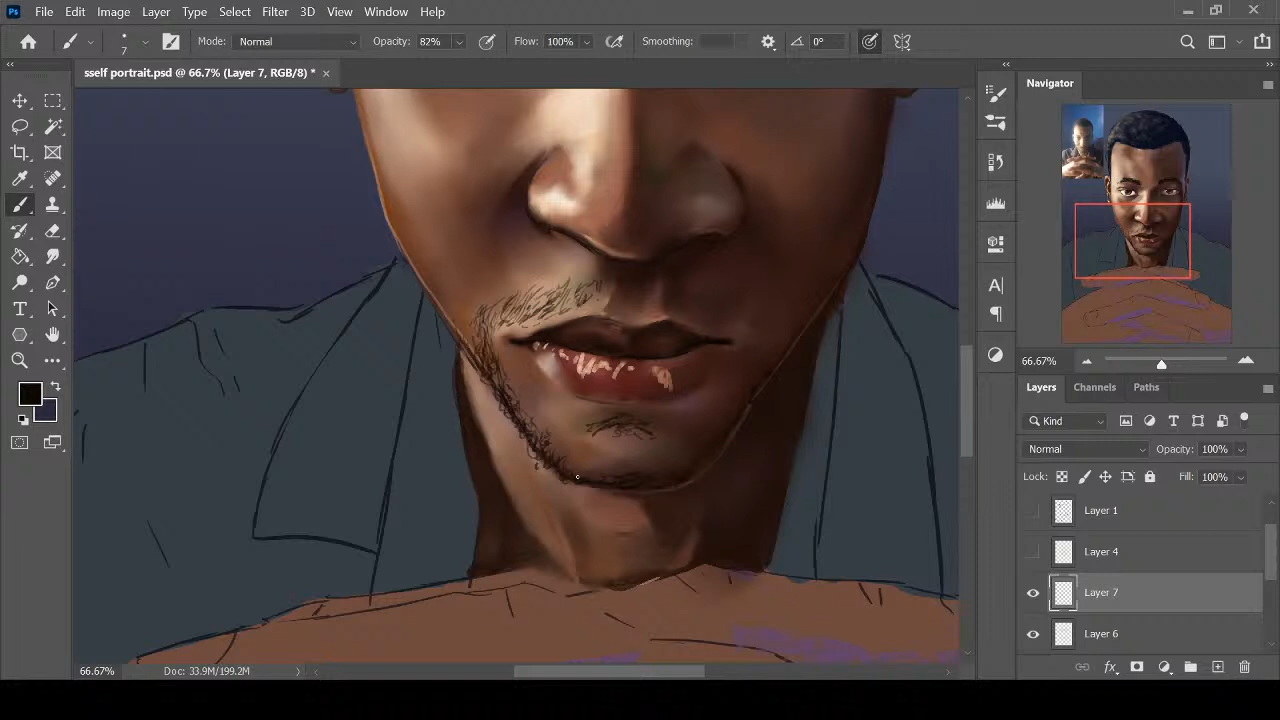 Ps File Edit Image Layer Type Select Filter 3D View Window Help
7 Mode: Normal Opacity: 82% Flow: 100% Smoothing: 0°
sself portrait.psd @ 66.7% (Layer 7, RGB/8) *
Navigator
66.67%
Layers Channels Paths
Kind
Normal Opacity: 100%
Lock: Fill: 100%
Layer 1
Layer 4
Layer 7
Layer 6
66.67% Doc: 33.9M/199.2M